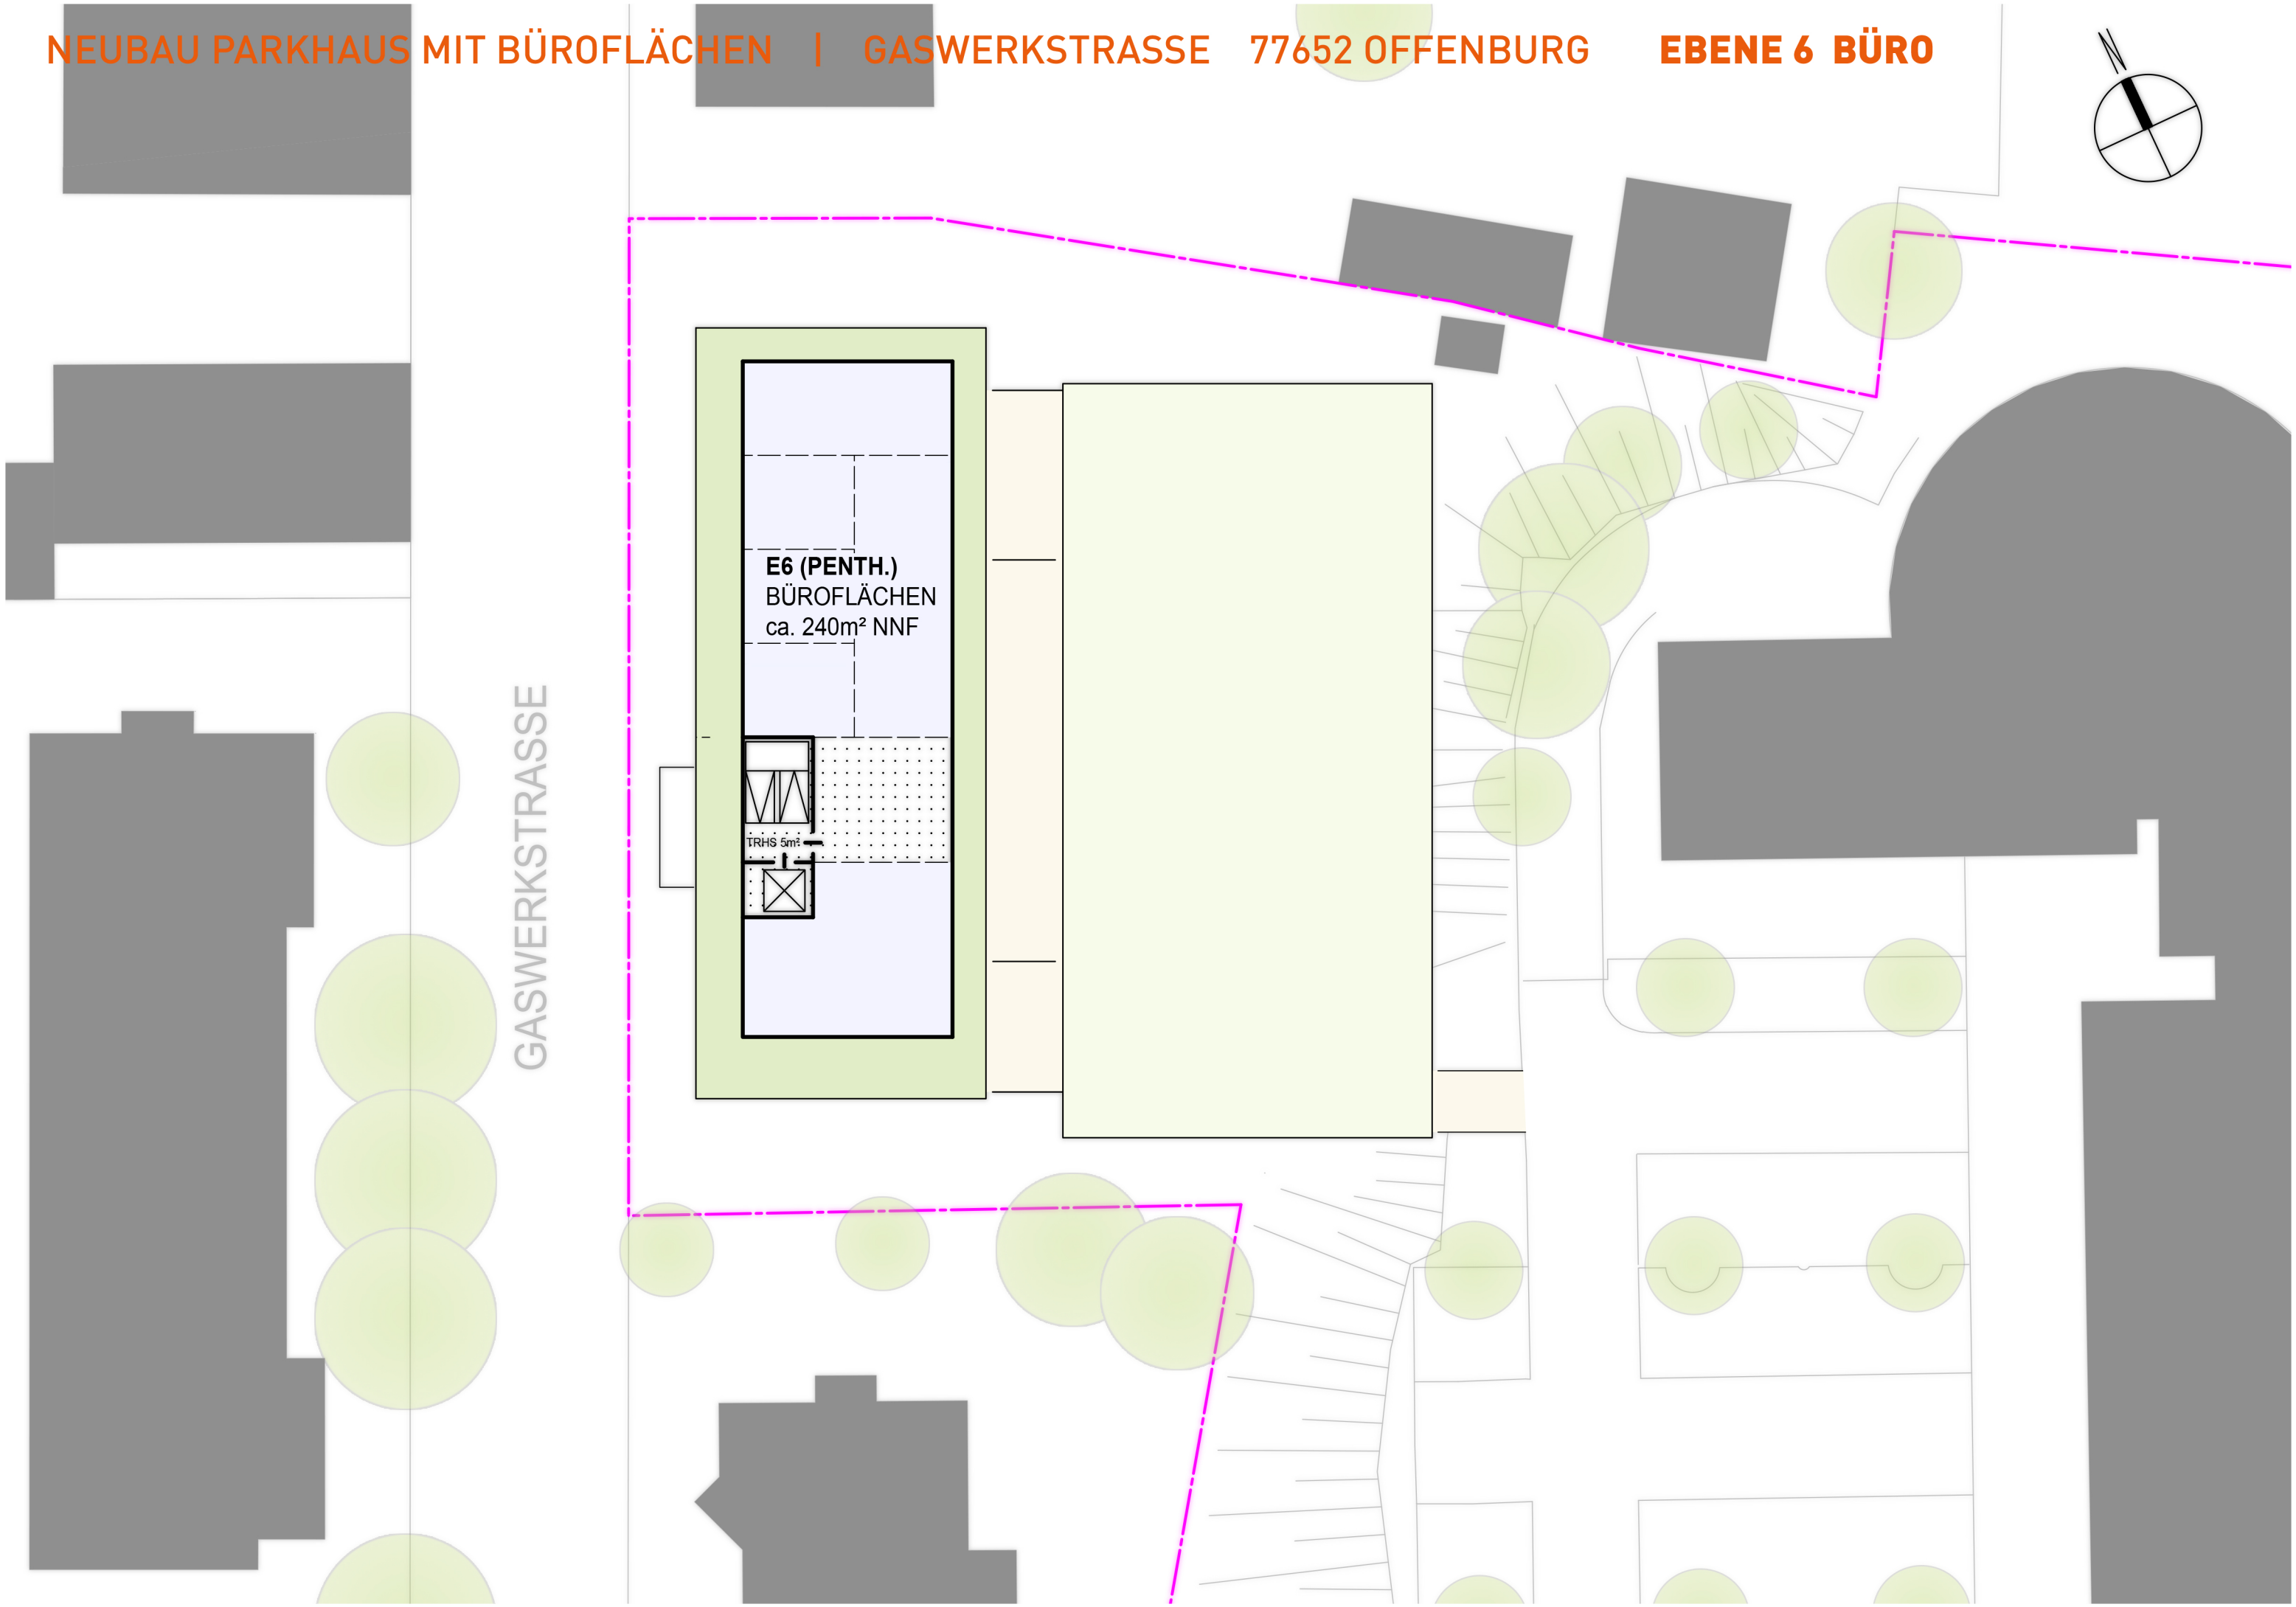 NEUBAU PARKHAUS MIT BÜROFLÄCHEN | GASWERKSTRASSE 77652 OFFENBURG EBENE 6 BÜRO
N
E6 (PENTH.)
BÜROFLÄCHEN
ca. 240m² NNF
GASWERKSTRASSE
TRHS 5m²